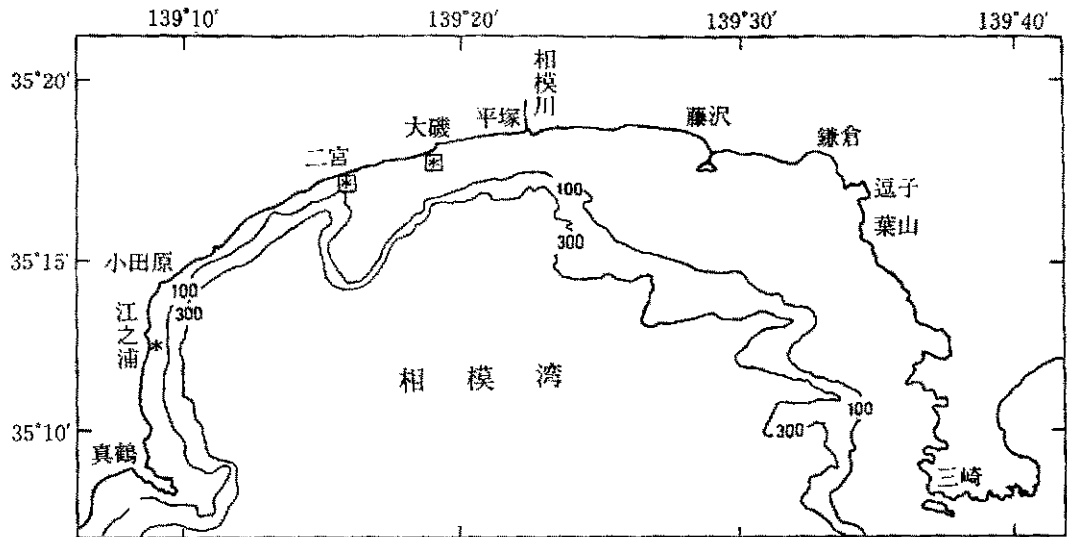 139°10′ 139°20′ 139°30′ 139°40′
35°20′
相模川
平塚
藤沢
大磯
鎌倉
二宮
逗子
葉山
100
300
35°15′
小田原
100
300
江之浦
*
相模湾
100
300
35°10′
真鶴
三崎